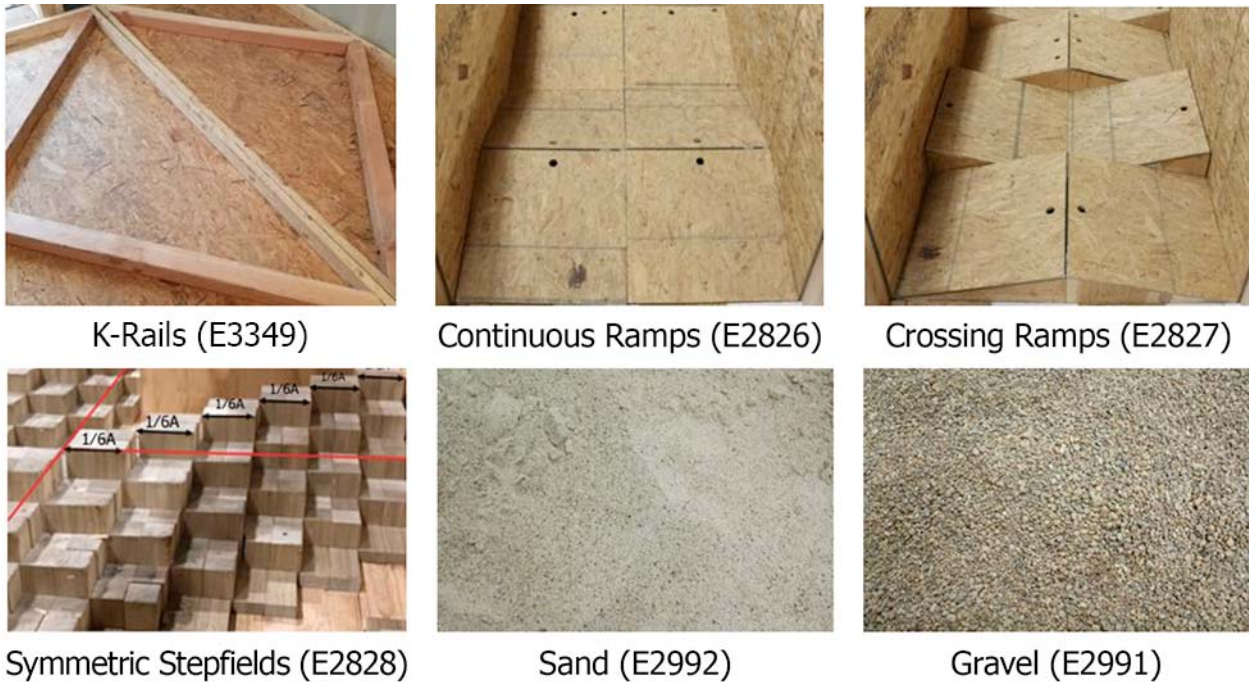 K-Rails (E3349)
Continuous Ramps (E2826)
Crossing Ramps (E2827)
1/6A
1/6A
1/6A
1/6A
1/6A
Symmetric Stepfields (E2828)
Sand (E2992)
Gravel (E2991)